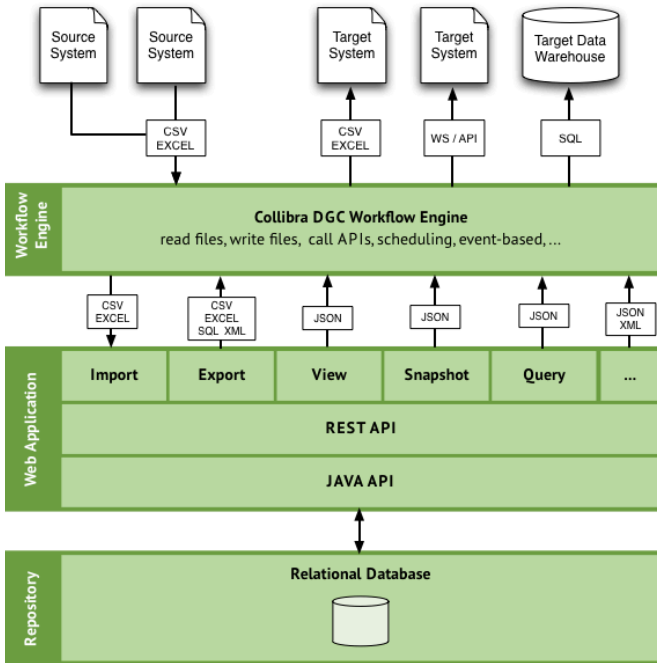 Source
System
Source
System
Target
System
Target
System
Target Data
Warehouse
CSV
EXCEL
CSV
EXCEL
WS / API
SQL
Workflow
Engine
Collibra DGC Workflow Engine
read files, write files, call APIs, scheduling, event-based, ...
CSV
EXCEL
CSV
EXCEL
SQL XML
JSON
JSON
JSON
JSON
XML
Web Application
Import
Export
View
Snapshot
Query
...
REST API
JAVA API
Repository
Relational Database